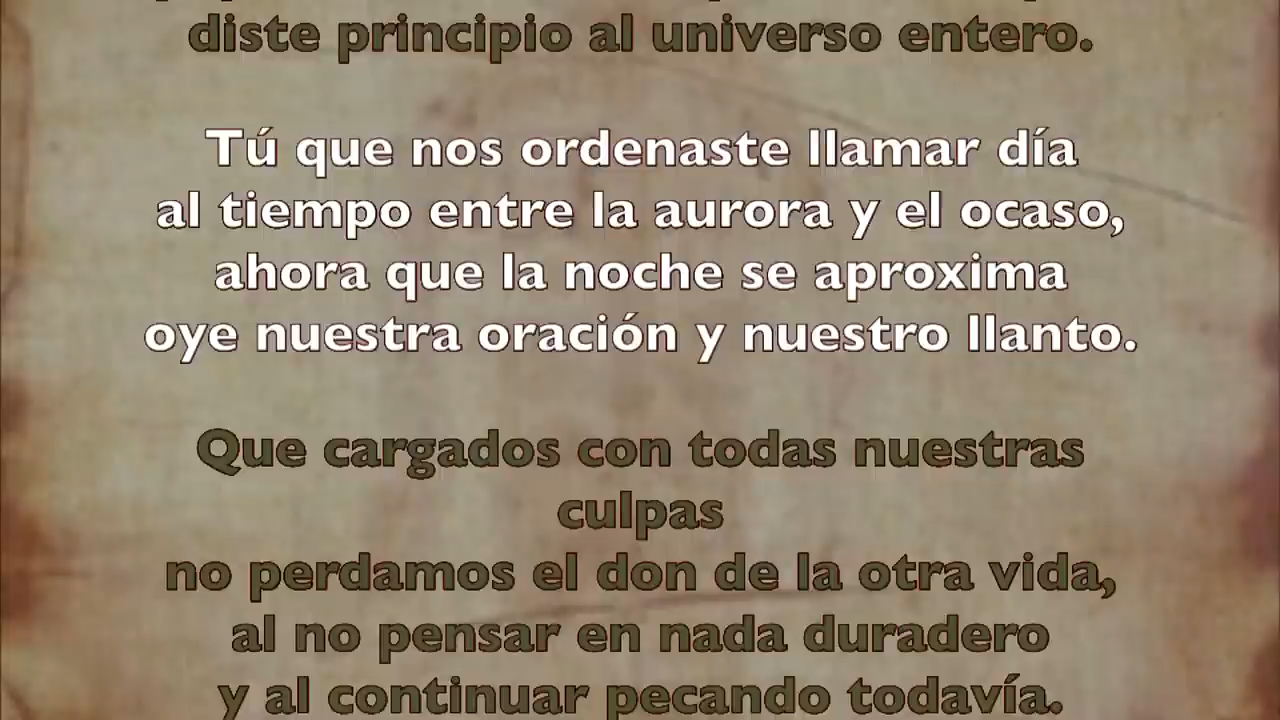 diste principio al universo entero.
Tú que nos ordenaste llamar día
al tiempo entre la aurora y el ocaso,
ahora que la noche se aproxima
oye nuestra oración y nuestro llanto.
Que cargados con todas nuestras
culpas
no perdamos el don de la otra vida,
al no pensar en nada duradero
y al continuar pecando todavía.